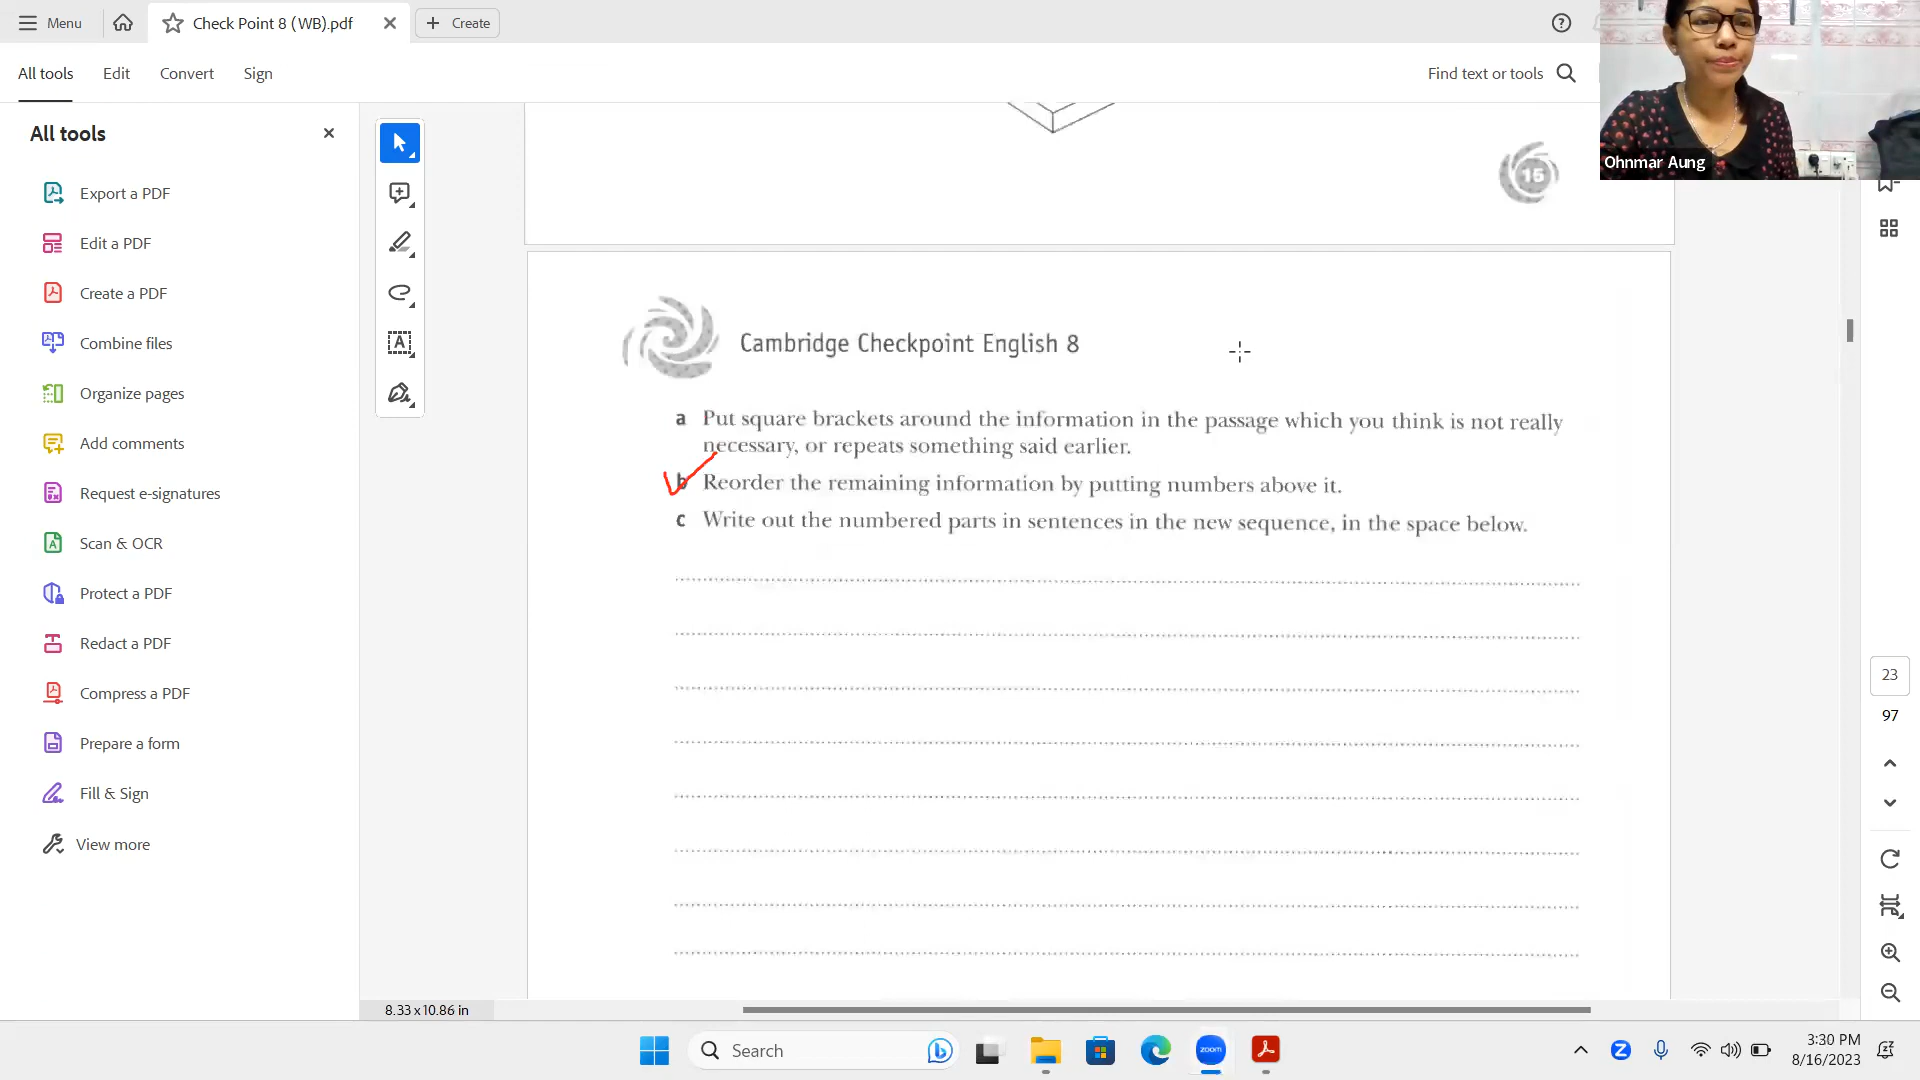 Menu
Check Point 8 (WB).pdf
Create
All tools
Edit
Convert
Sign
Find text or tools
Ohnmar Aung
All tools
Export a PDF
Edit a PDF
Create a PDF
Combine files
Organize pages
Add comments
Request e-signatures
Scan & OCR
Protect a PDF
Redact a PDF
Compress a PDF
Prepare a form
Fill & Sign
View more
15
Cambridge Checkpoint English 8
a Put square brackets around the information in the passage which you think is not really
necessary, or repeats something said earlier.
b Reorder the remaining information by putting numbers above it.
c Write out the numbered parts in sentences in the new sequence, in the space below.
23
97
8.33 x 10.86 in
Search
zoom
3:30 PM
8/16/2023